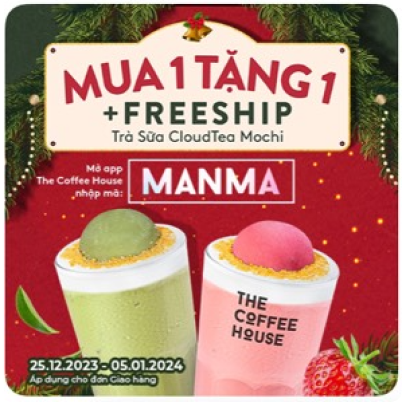 MUA 1 TẶNG 1
+FREESHIP
Trà Sữa CloudTea Mochi
Mở app
The Coffee House
nhập mã:
MANMA
THE
COFFEE
HOUSE
25.12.2023 - 05.01.2024
Áp dụng cho đơn Giao hàng